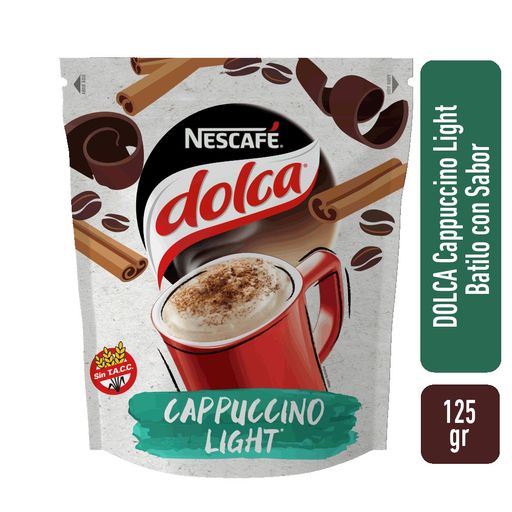 NESCAFÉ
dolca
Sin T.A.C.C.
CAPPUCCINO
LIGHT*
DOLCA Cappuccino Light
Batilo con Sabor
125
gr